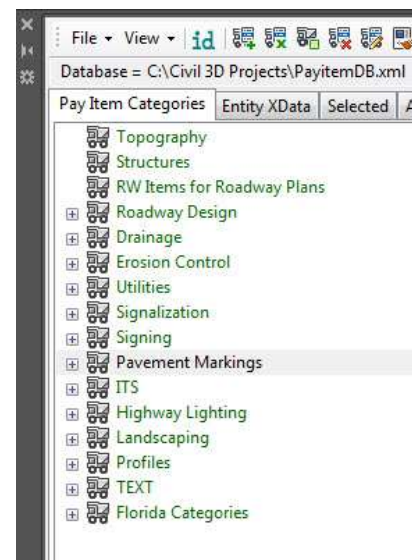 File View id
Database = C:\Civil 3D Projects\PayitemDB.xml
Pay Item Categories Entity XData Selected A
Topography
Structures
RW Items for Roadway Plans
Roadway Design
Drainage
Erosion Control
Utilities
Signalization
Signing
Pavement Markings
ITS
Highway Lighting
Landscaping
Profiles
TEXT
Florida Categories